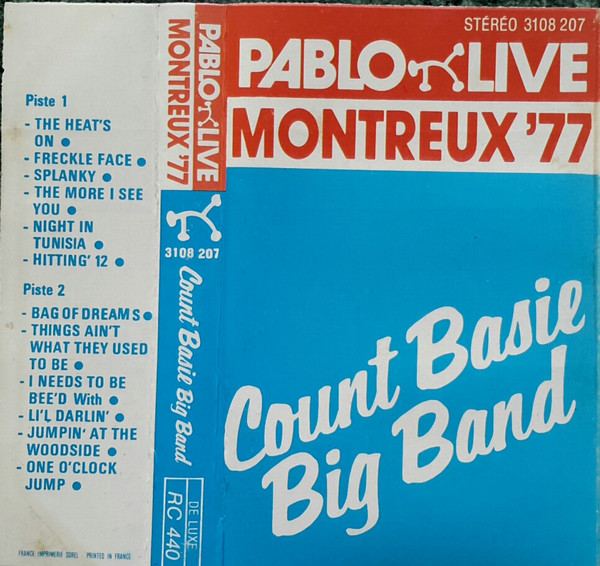 Piste 1
- THE HEAT'S
ON ●
- FRECKLE FACE ●
- SPLANKY ●
- THE MORE I SEE
YOU ●
- NIGHT IN
TUNISIA ●
- HITTING' 12 ●
Piste 2
- BAG OF DREAMS ●
- THINGS AIN'T
WHAT THEY USED
TO BE ●
- I NEEDS TO BE
BEE'D With ●
- LI'L DARLIN' ●
- JUMPIN' AT THE
WOODSIDE ●
- ONE O'CLOCK
JUMP ●
FRANCE IMPRIMERIE SOREL PRINTED IN FRANCE
PABLO LIVE
MONTREUX '77
3108 207
Count Basie Big Band
DE LUXE
RC 440
STÉRÉO 3108 207
PABLO LIVE
MONTREUX '77
Count Basie
Big Band